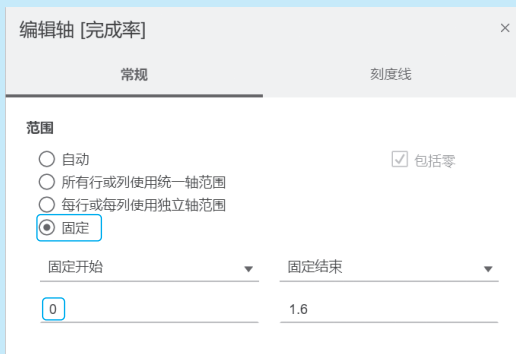 编辑轴 [完成率]
常规 刻度线
范围
自动 包括零
所有行或列使用统一轴范围
每行或每列使用独立轴范围
固定
固定开始 固定结束
0 1.6